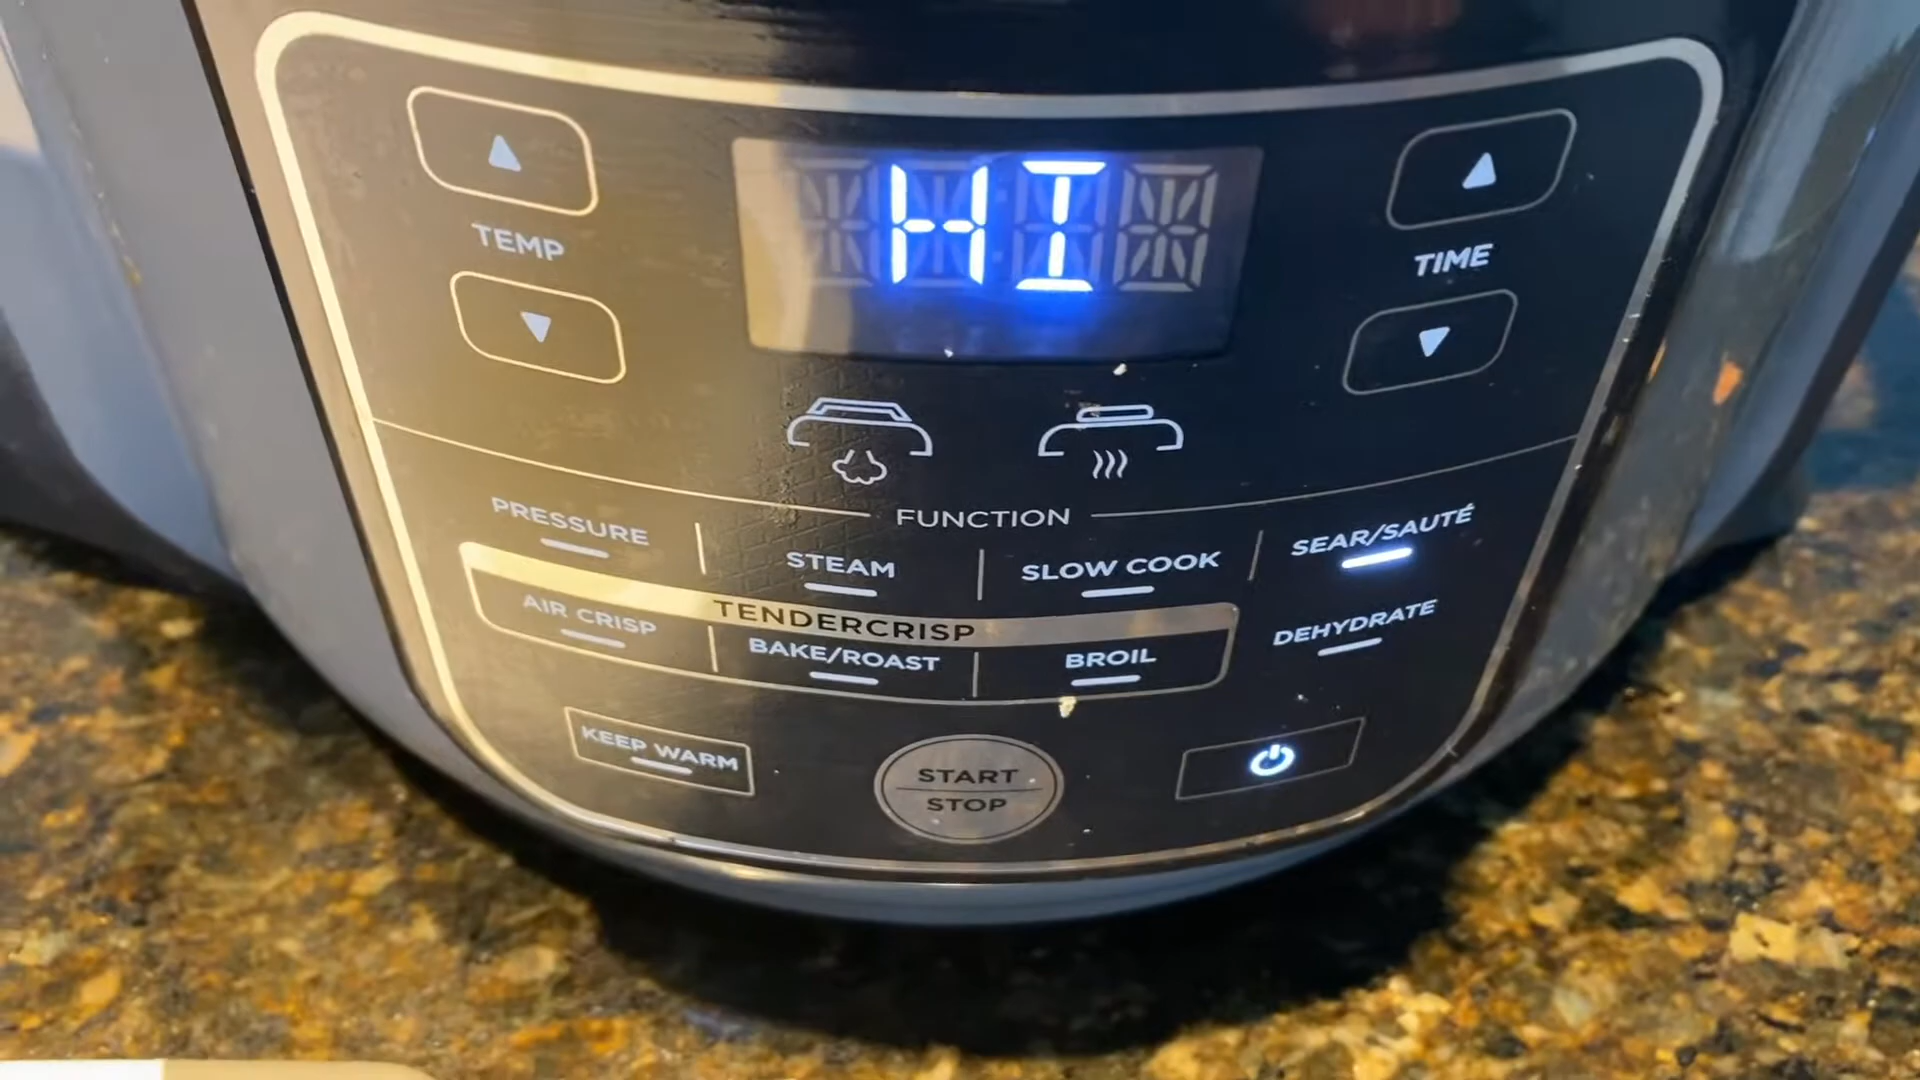 HI
TEMP
TIME
FUNCTION
PRESSURE
STEAM
SLOW COOK
SEAR/SAUTÉ
TENDERCRISP
AIR CRISP
BAKE/ROAST
BROIL
DEHYDRATE
KEEP WARM
START
STOP